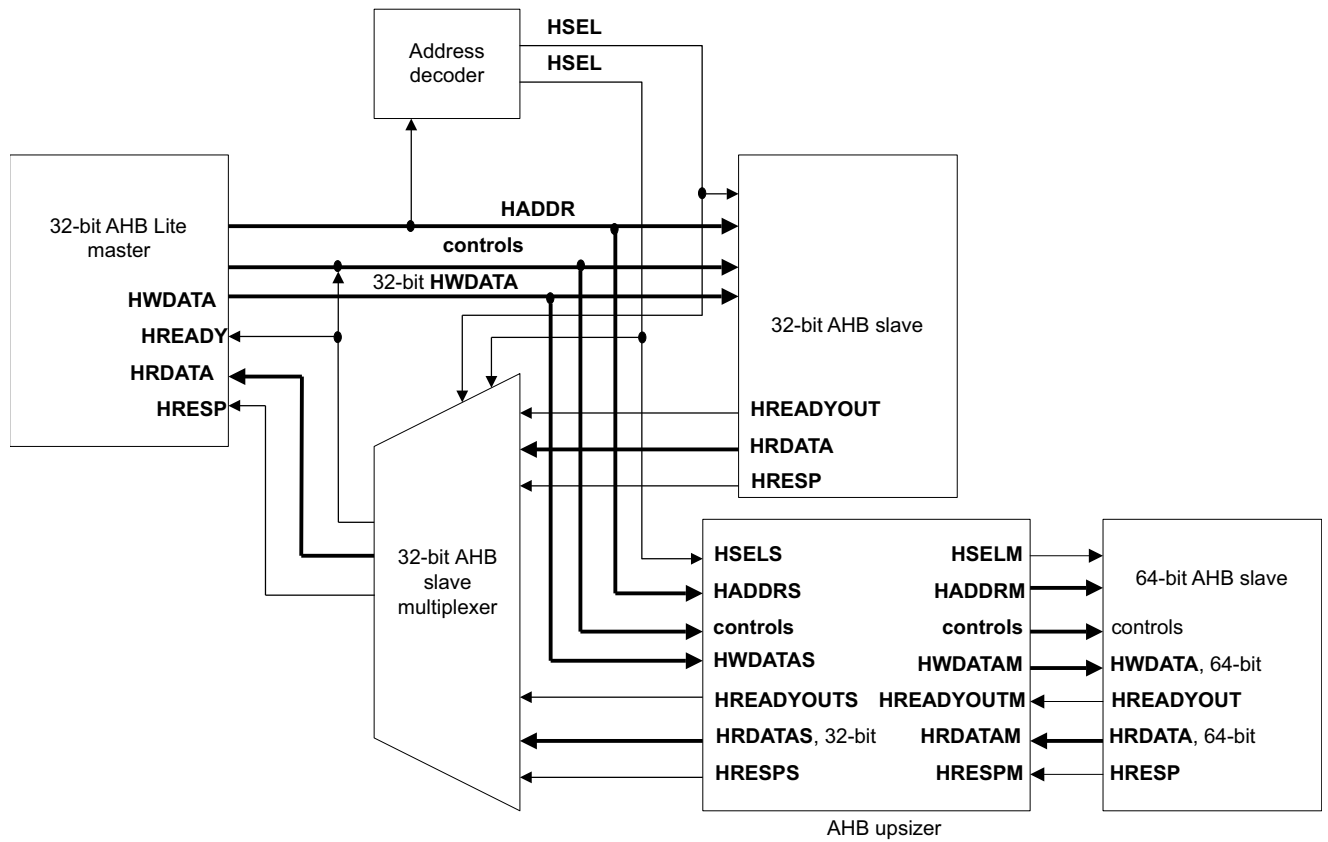 HSEL
Address
decoder
HSEL
32-bit AHB Lite
master
HADDR
controls
32-bit HWDATA
HWDATA
HREADY
HRDATA
HRESP
32-bit AHB slave
HREADYOUT
HRDATA
HRESP
32-bit AHB
slave
multiplexer
HSELS
HADDRS
controls
HWDATAS
HREADYOUTS
HRDATAS, 32-bit
HRESPS
HSELM
HADDRM
controls
HWDATAM
HREADYOUTM
HRDATAM
HRESPM
AHB upsizer
64-bit AHB slave
controls
HWDATA, 64-bit
HREADYOUT
HRDATA, 64-bit
HRESP